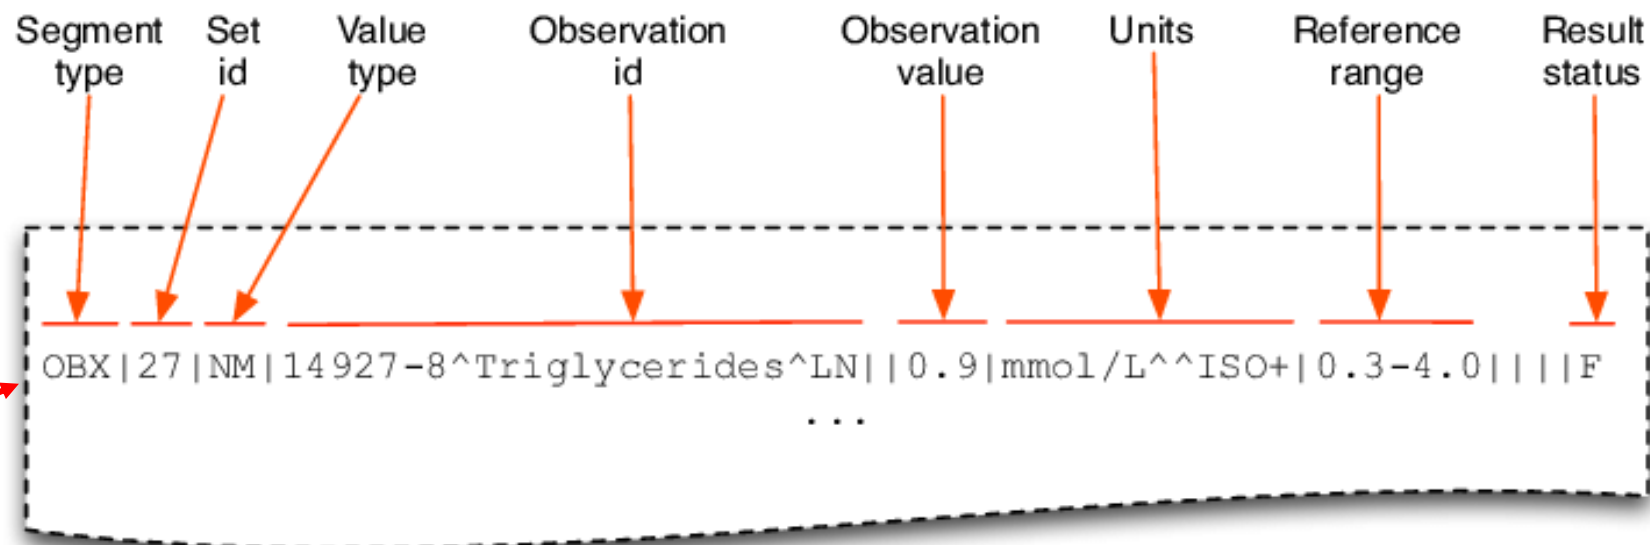 Segment type
Set id
Value type
Observation id
Observation value
Units
Reference range
Result status
OBX|27|NM|14927-8^Triglycerides^LN||0.9|mmol/L^^ISO+|0.3-4.0||||F
...